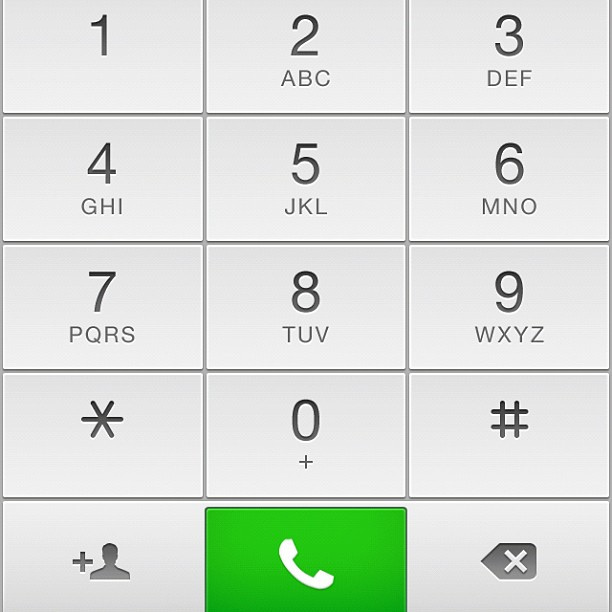 1 2 3
ABC DEF
4 5 6
GHI JKL MNO
7 8 9
PQRS TUV WXYZ
* 0 #
+
+